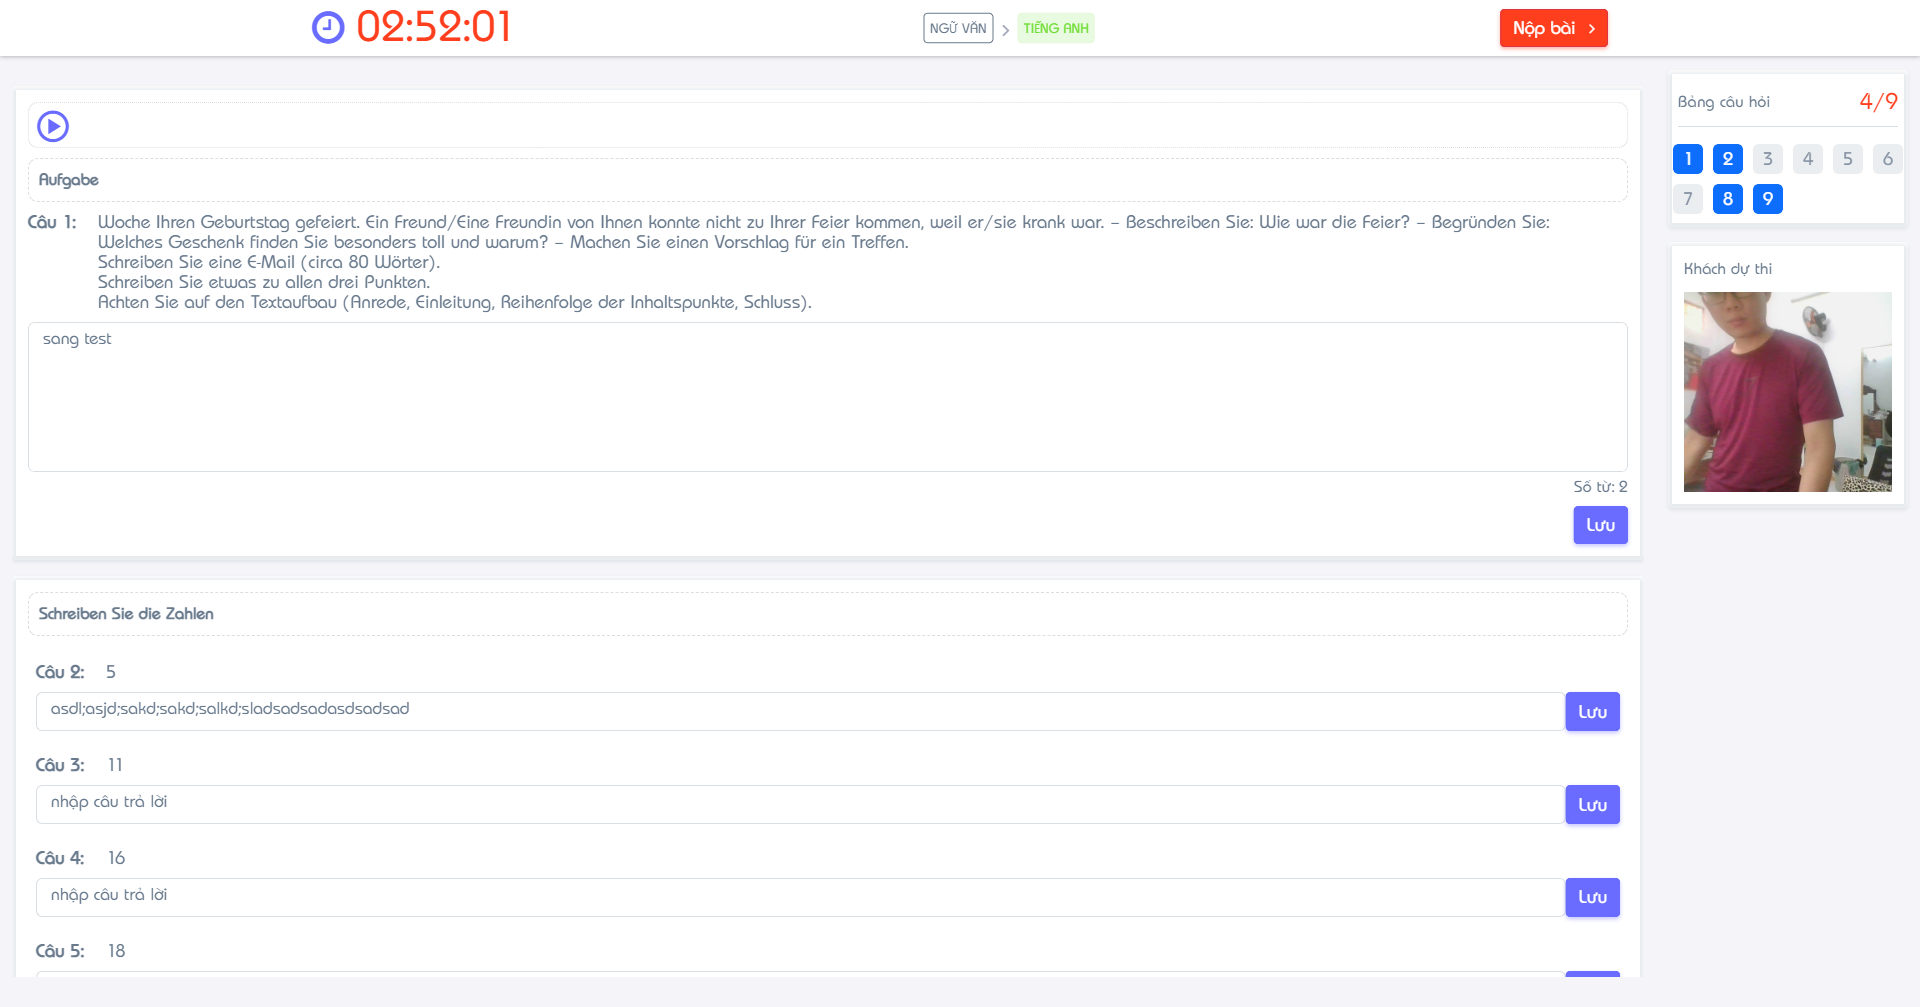 02:52:01
NGỮ VĂN
TIẾNG ANH
Nộp bài
Aufgabe
Câu 1: Woche Ihren Geburtstag gefeiert. Ein Freund/Eine Freundin von Ihnen konnte nicht zu Ihrer Feier kommen, weil er/sie krank war. – Beschreiben Sie: Wie war die Feier? – Begründen Sie:
Welches Geschenk finden Sie besonders toll und warum? – Machen Sie einen Vorschlag für ein Treffen.
Schreiben Sie eine E-Mail (circa 80 Wörter).
Schreiben Sie etwas zu allen drei Punkten.
Achten Sie auf den Textaufbau (Anrede, Einleitung, Reihenfolge der Inhaltspunkte, Schluss).
sang test
Số từ: 2
Lưu
Schreiben Sie die Zahlen
Câu 2: 5
asdl;asjd;sakd;sakd;salkd;sladsadsadasdsadsad
Lưu
Câu 3: 11
nhập câu trả lời
Lưu
Câu 4: 16
nhập câu trả lời
Lưu
Câu 5: 18
Bảng câu hỏi
4/9
1 2 3 4 5 6
7 8 9
Khách dự thi